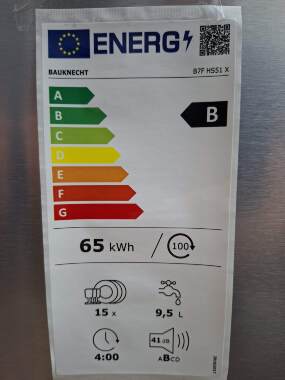 ENERG
BAUKNECHT B7F HS51 X
A
B
B
C
D
E
F
G
65 kWh / 100
15 x 9,5 L
4:00 41 dB
ABCD